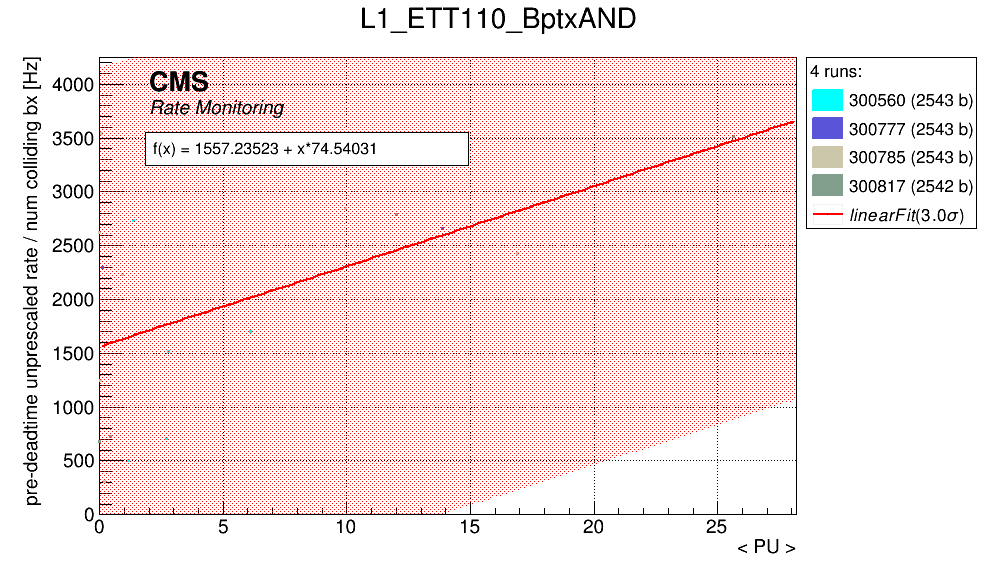 L1_ETT110_BptxAND
pre-deadtime unprescaled rate / num colliding bx [Hz]
CMS
Rate Monitoring
f(x) = 1557.23523 + x*74.54031
4000
3500
3000
2500
2000
1500
1000
500
0
0 5 10 15 20 25
< PU >
4 runs:
300560 (2543 b)
300777 (2543 b)
300785 (2543 b)
300817 (2542 b)
linearFit(3.0σ)